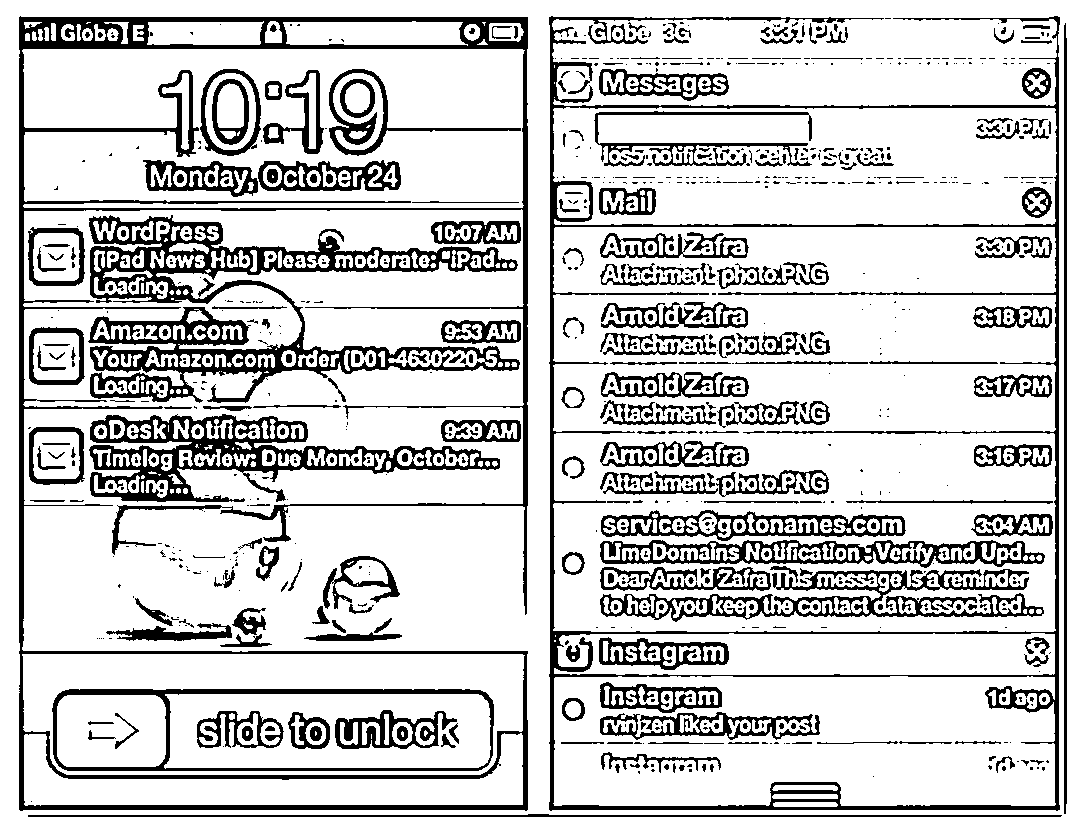 Globe E
10:19
Monday, October 24
WordPress 10:07 AM
[iPad News Hub] Please moderate: "iPad...
Loading...
Amazon.com 9:53 AM
Your Amazon.com Order (D01-4630220-5...
Loading...
oDesk Notification 9:39 AM
Timelog Review: Due Monday, October...
Loading...
slide to unlock
Globe 3G 3:31 PM
Messages
3:30 PM
Ios5 notification center is great
Mail
Arnold Zafra 3:30 PM
Attachment: photo.PNG
Arnold Zafra 3:18 PM
Attachment: photo.PNG
Arnold Zafra 3:17 PM
Attachment: photo.PNG
Arnold Zafra 3:16 PM
Attachment: photo.PNG
services@gotonames.com 3:04 AM
LimeDomains Notification : Verify and Upd...
Dear Arnold Zafra This message is a reminder
to help you keep the contact data associated...
Instagram
Instagram 1d ago
rvinjzen liked your post
Instagram 1d ago